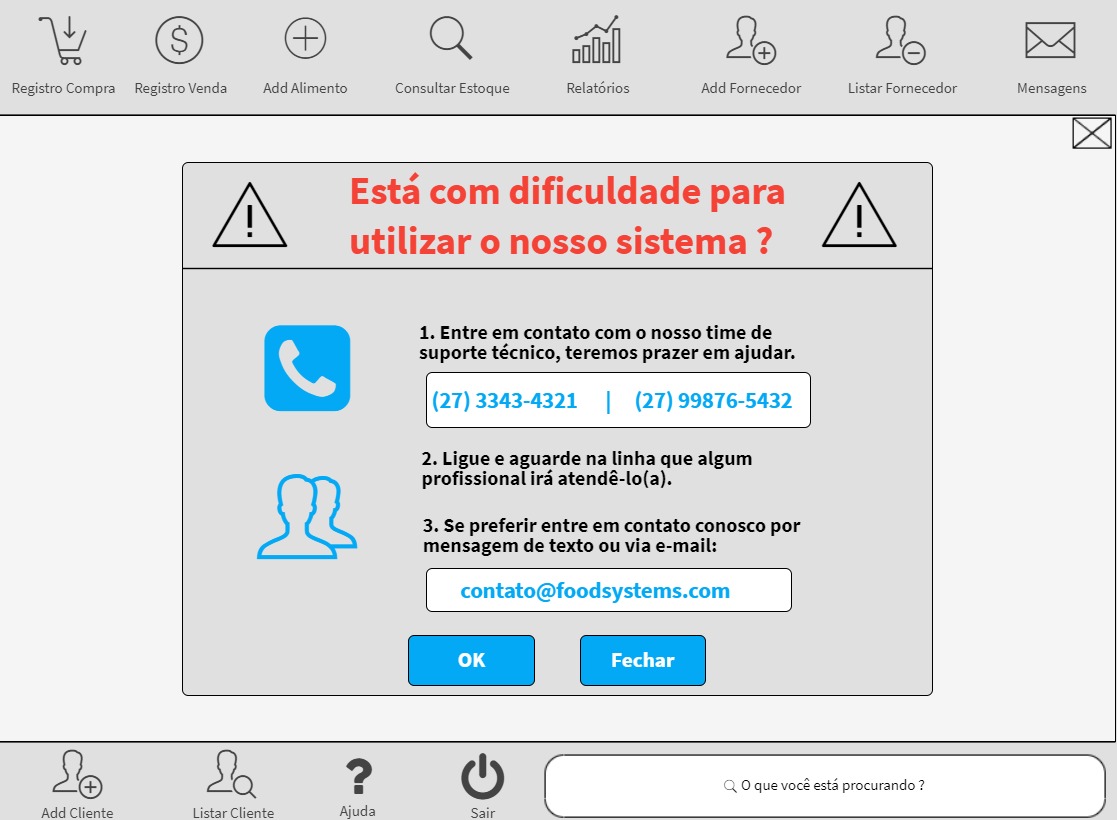 Registro Compra
Registro Venda
Add Alimento
Consultar Estoque
Relatórios
Add Fornecedor
Listar Fornecedor
Mensagens
Está com dificuldade para
utilizar o nosso sistema ?
1. Entre em contato com o nosso time de
suporte técnico, teremos prazer em ajudar.
(27) 3343-4321 | (27) 99876-5432
2. Ligue e aguarde na linha que algum
profissional irá atendê-lo(a).
3. Se preferir entre em contato conosco por
mensagem de texto ou via e-mail:
contato@foodsystems.com
OK
Fechar
Add Cliente
Listar Cliente
Ajuda
Sair
O que você está procurando ?